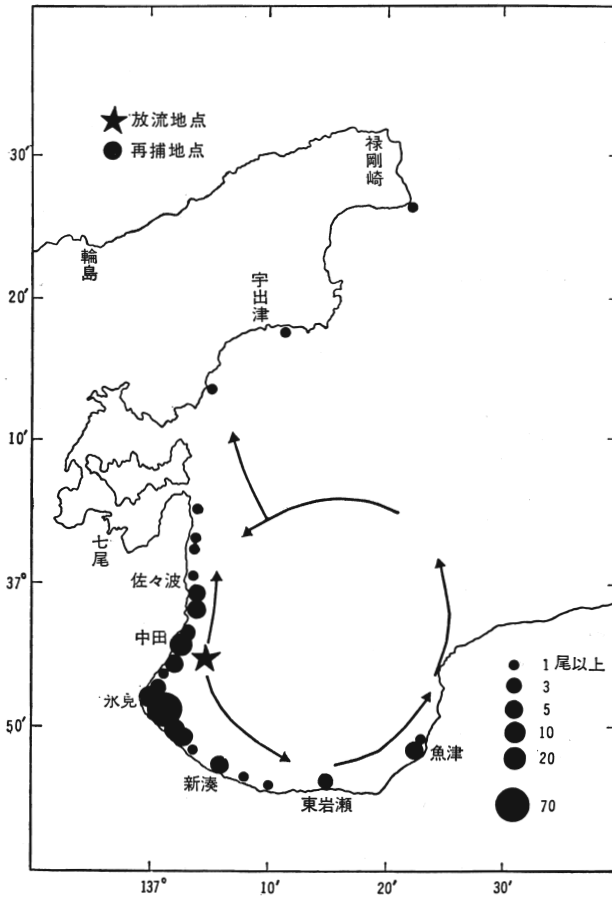 ★放流地点
●再捕地点
禄剛崎
輪島
宇出津
七尾
佐々波
中田
氷見
新湊
東岩瀬
魚津
1尾以上
3
5
10
20
70
30′
20′
10′
37°
50′
137°
10′
20′
30′